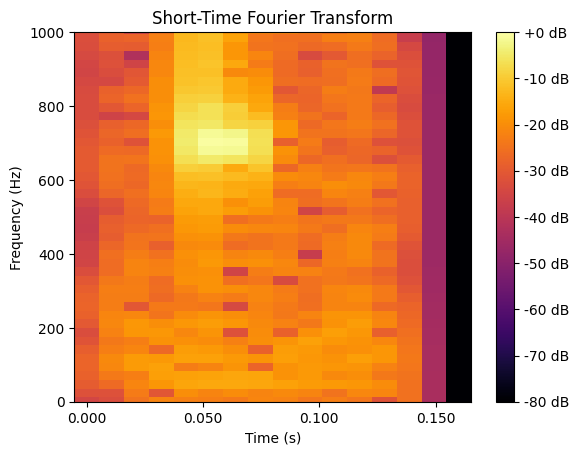 Short-Time Fourier Transform
1000
800
600
400
200
0
Frequency (Hz)
0.000
0.050
0.100
0.150
Time (s)
+0 dB
-10 dB
-20 dB
-30 dB
-40 dB
-50 dB
-60 dB
-70 dB
-80 dB